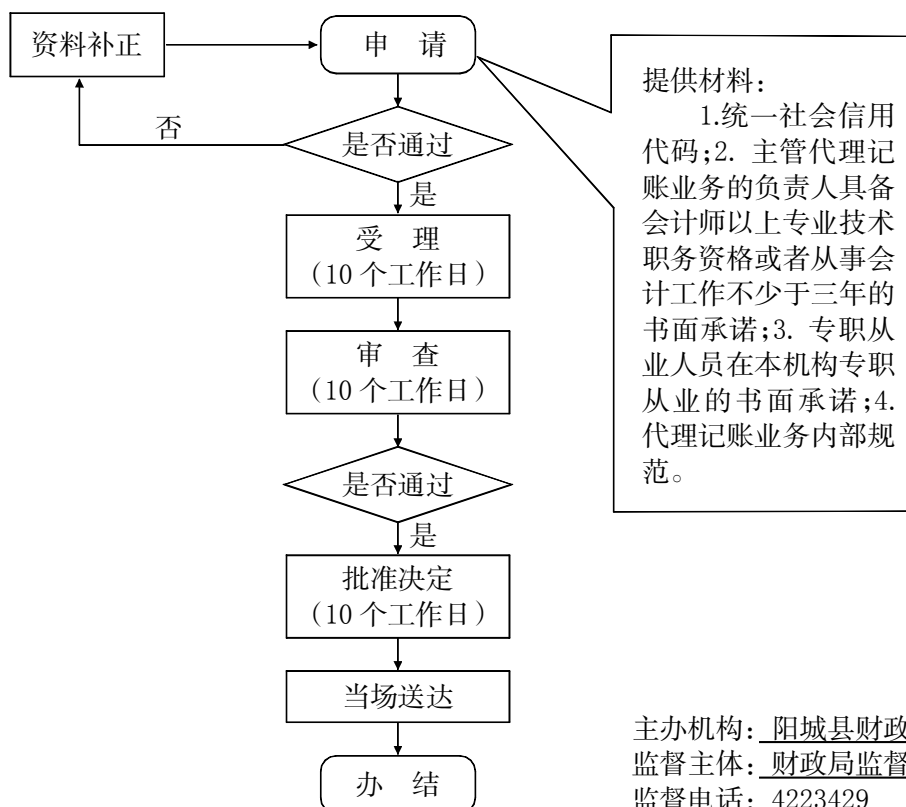 资料补正
申 请
否
是否通过
是
受 理
（10 个工作日）
审 查
（10 个工作日）
是否通过
是
批准决定
（10 个工作日）
当场送达
办 结
提供材料：
1.统一社会信用
代码;2. 主管代理记
账业务的负责人具备
会计师以上专业技术
职务资格或者从事会
计工作不少于三年的
书面承诺;3. 专职从
业人员在本机构专职
从业的书面承诺;4.
代理记账业务内部规
范。
主办机构：阳城县财政
监督主体：财政局监督
监督电话：4223429